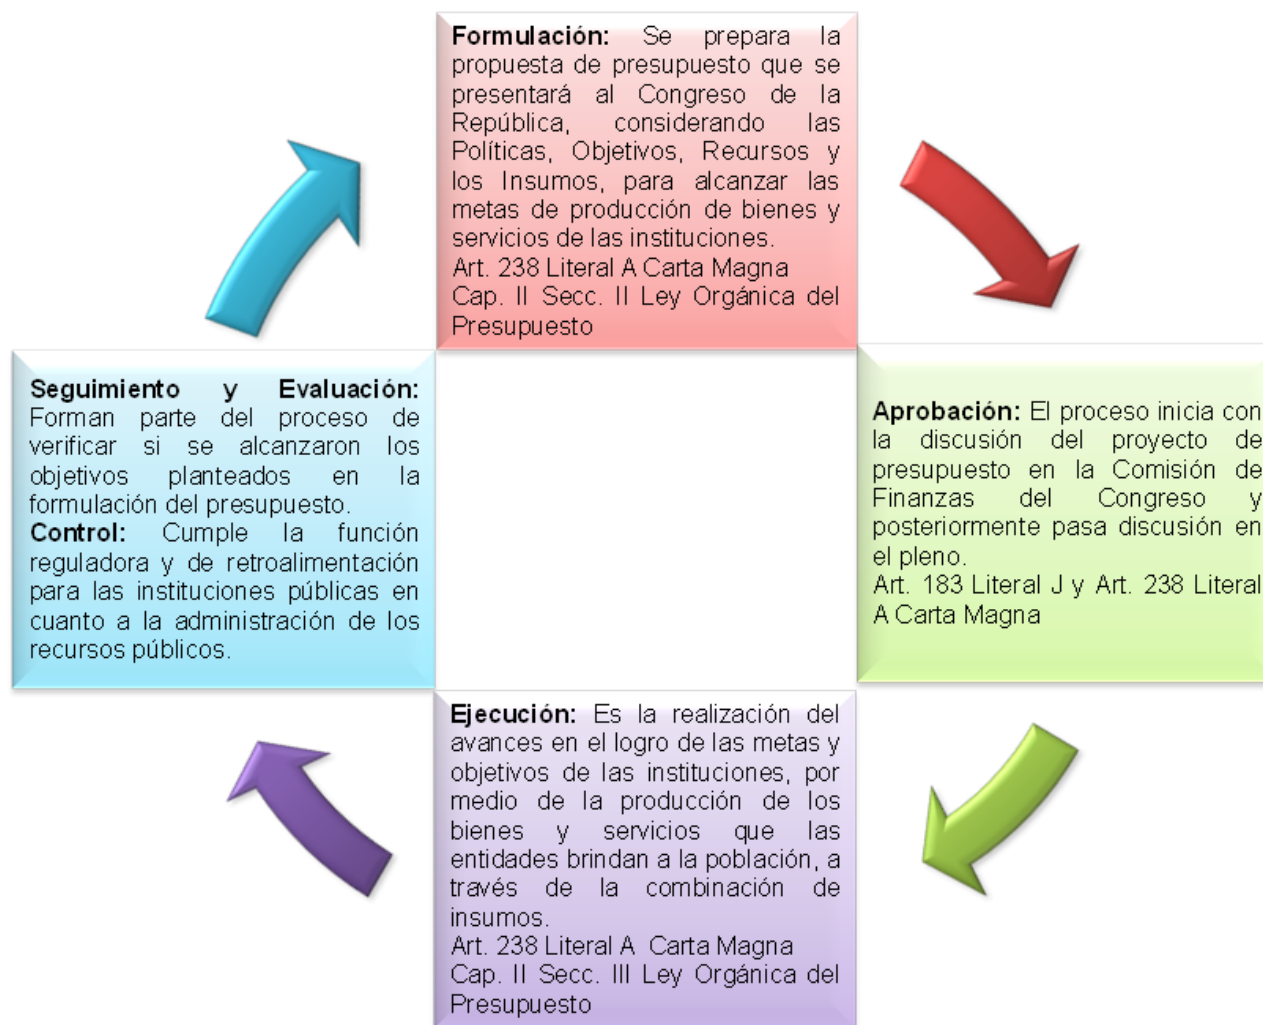 Formulación: Se prepara la
propuesta de presupuesto que se
presentará al Congreso de la
República, considerando las
Políticas, Objetivos, Recursos y
los Insumos, para alcanzar las
metas de producción de bienes y
servicios de las instituciones.
Art. 238 Literal A Carta Magna
Cap. II Secc. II Ley Orgánica del
Presupuesto
Aprobación: El proceso inicia con
la discusión del proyecto de
presupuesto en la Comisión de
Finanzas del Congreso y
posteriormente pasa discusión en
el pleno.
Art. 183 Literal J y Art. 238 Literal
A Carta Magna
Ejecución: Es la realización del
avances en el logro de las metas y
objetivos de las instituciones, por
medio de la producción de los
bienes y servicios que las
entidades brindan a la población, a
través de la combinación de
insumos.
Art. 238 Literal A Carta Magna
Cap. II Secc. III Ley Orgánica del
Presupuesto
Seguimiento y Evaluación:
Forman parte del proceso de
verificar si se alcanzaron los
objetivos planteados en la
formulación del presupuesto.
Control: Cumple la función
reguladora y de retroalimentación
para las instituciones públicas en
cuanto a la administración de los
recursos públicos.